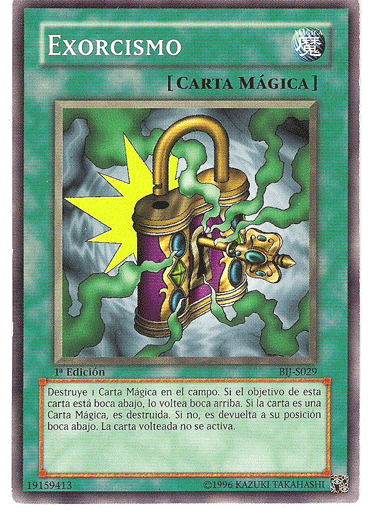 EXORCISMO
MÁGICA
魔
[CARTA MÁGICA]
1ª Edición
BIJ-S029
Destruye 1 Carta Mágica en el campo. Si el objetivo de esta
carta está boca abajo, lo voltea boca arriba. Si la carta es una
Carta Mágica, es destruida. Si no, es devuelta a su posición
boca abajo. La carta volteada no se activa.
19159413
©1996 KAZUKI TAKAHASHI